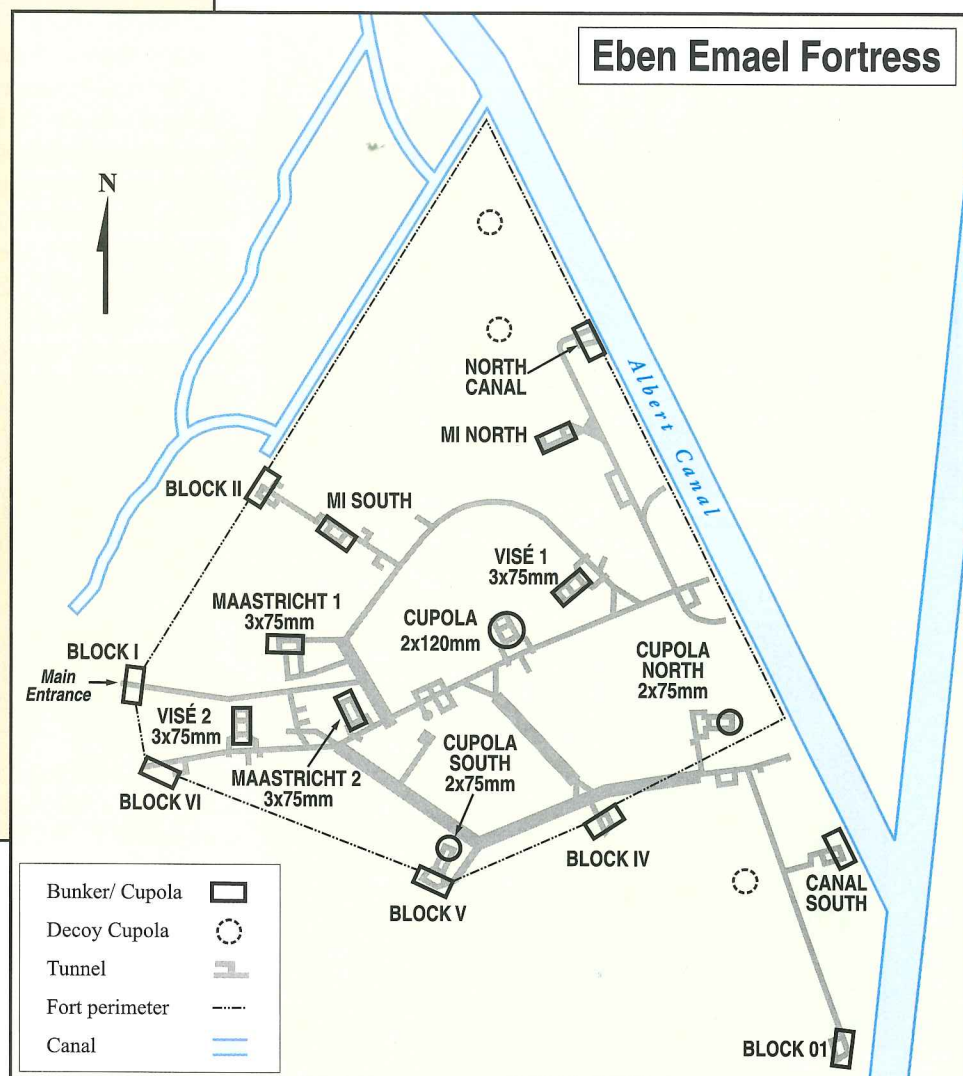 Eben Emael Fortress
N
NORTH
CANAL
Albert Canal
MI NORTH
BLOCK II
MI SOUTH
VISÉ 1
3x75mm
MAASTRICHT 1
3x75mm
CUPOLA
2x120mm
BLOCK I
Main
Entrance
CUPOLA
NORTH
2x75mm
VISÉ 2
3x75mm
CUPOLA
SOUTH
2x75mm
MAASTRICHT 2
3x75mm
BLOCK VI
BLOCK IV
CANAL
SOUTH
BLOCK V
BLOCK 01
Bunker/ Cupola
Decoy Cupola
Tunnel
Fort perimeter
Canal